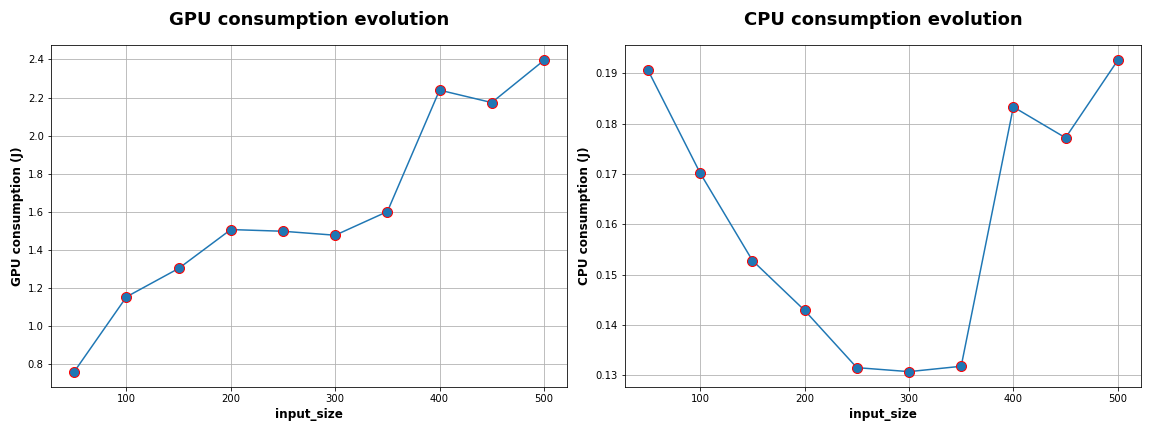 GPU consumption evolution
GPU consumption (J)
2.4
2.2
2.0
1.8
1.6
1.4
1.2
1.0
0.8
100 200 300 400 500
input_size
CPU consumption evolution
CPU consumption (J)
0.19
0.18
0.17
0.16
0.15
0.14
0.13
100 200 300 400 500
input_size